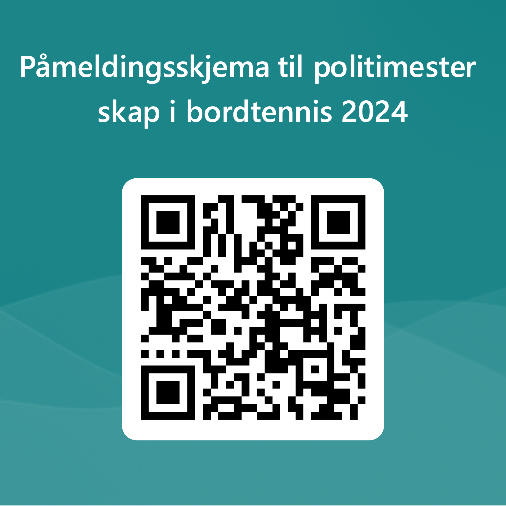 Påmeldingsskjema til politimester
skap i bordtennis 2024